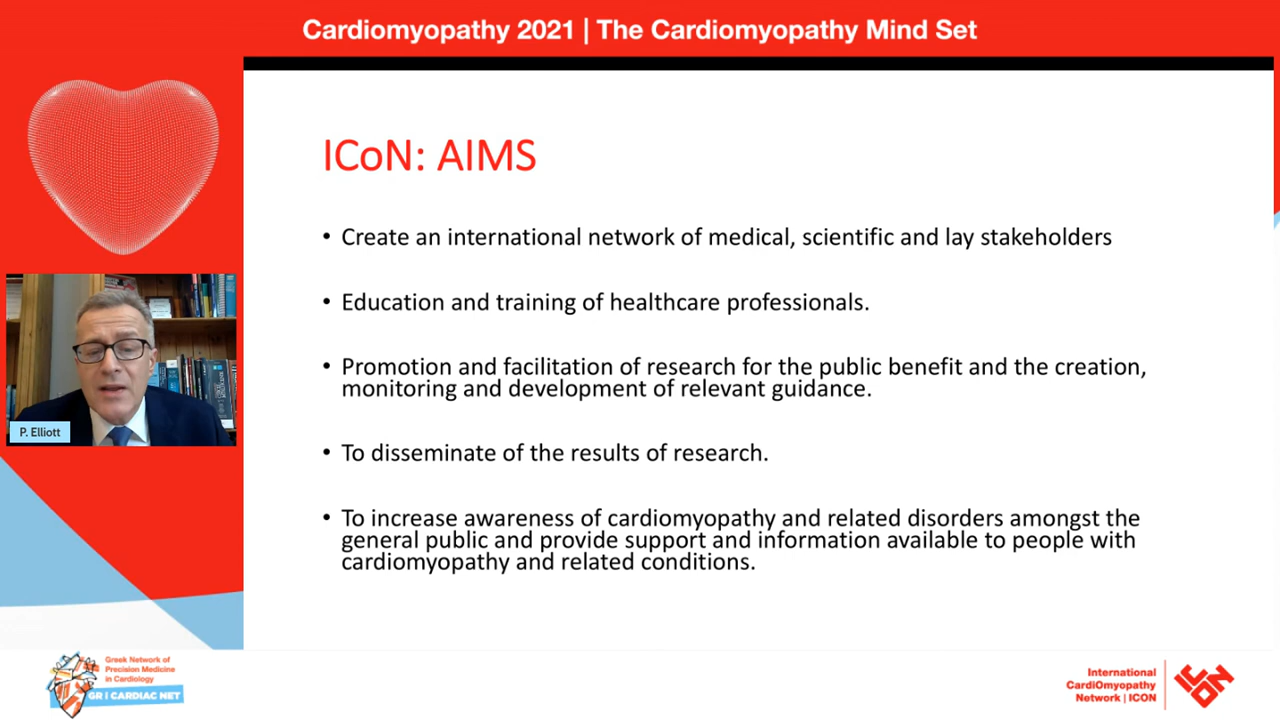 Cardiomyopathy 2021 | The Cardiomyopathy Mind Set
ICoN: AIMS
• Create an international network of medical, scientific and lay stakeholders
• Education and training of healthcare professionals.
• Promotion and facilitation of research for the public benefit and the creation,
monitoring and development of relevant guidance.
• To disseminate of the results of research.
• To increase awareness of cardiomyopathy and related disorders amongst the
general public and provide support and information available to people with
cardiomyopathy and related conditions.
P. Elliott
Greek Network of
Precision Medicine
in Cardiology
GR | CARDIAC NET
International
CardiOmyopathy
Network | ICON
ICON